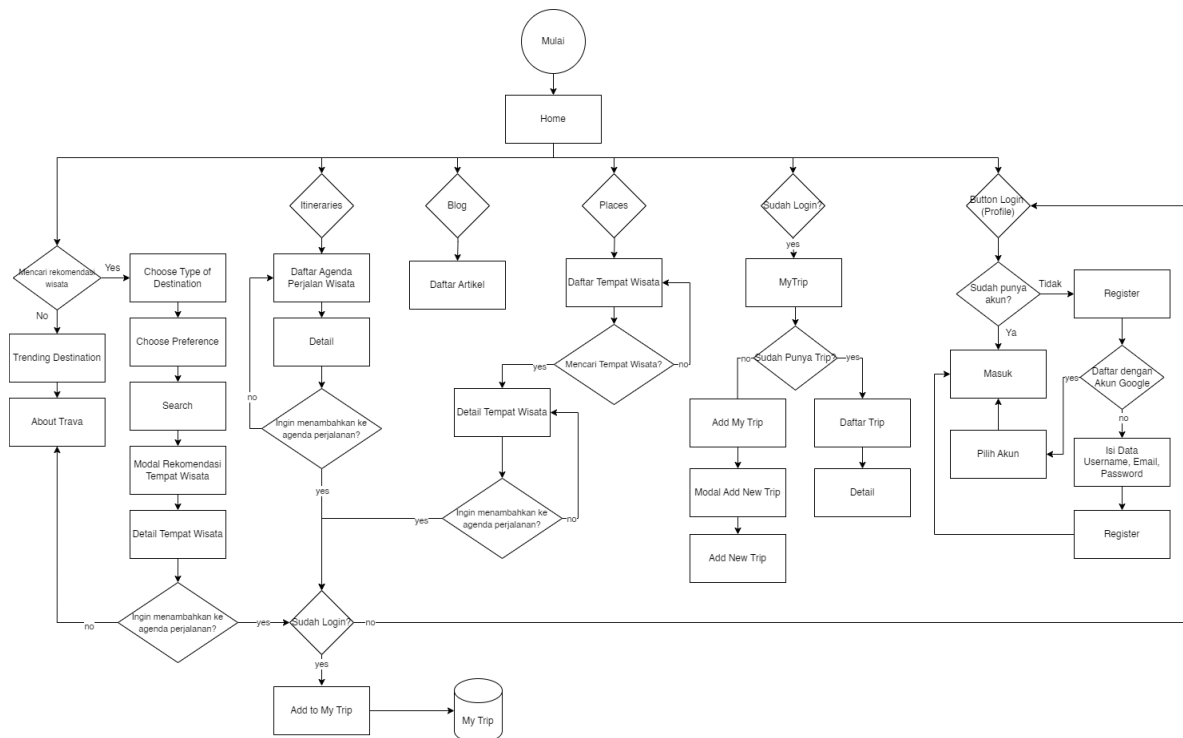 Mulai
Home
Itineraries
Blog
Places
Sudah Login?
Button Login
(Profile)
yes
Mencari rekomendasi
wisata
Yes
No
Choose Type of
Destination
Daftar Agenda
Perjalan Wisata
Daftar Artikel
Daftar Tempat Wisata
MyTrip
Sudah punya
akun?
Tidak
Ya
Register
Trending Destination
Choose Preference
Detail
Mencari Tempat Wisata?
yes
no
Sudah Punya Trip?
no
yes
Masuk
Daftar dengan
Akun Google
yes
no
About Trava
Search
no
Ingin menambahkan ke
agenda perjalanan?
yes
Detail Tempat Wisata
Add My Trip
Daftar Trip
Pilih Akun
Isi Data
Username, Email,
Password
Modal Rekomendasi
Tempat Wisata
Modal Add New Trip
Detail
Detail Tempat Wisata
Ingin menambahkan ke
agenda perjalanan?
yes
no
Add New Trip
Register
Ingin menambahkan ke
agenda perjalanan?
no
yes
Sudah Login?
no
yes
Add to My Trip
My Trip